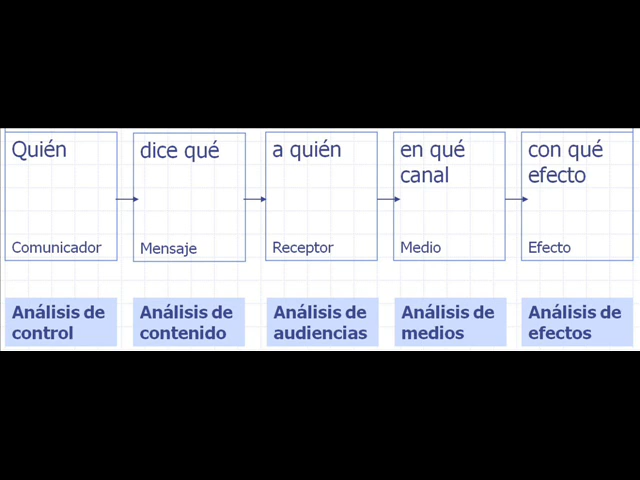 Quién
Comunicador
dice qué
Mensaje
a quién
Receptor
en qué
canal
Medio
con qué
efecto
Efecto
Análisis de
control
Análisis de
contenido
Análisis de
audiencias
Análisis de
medios
Análisis de
efectos